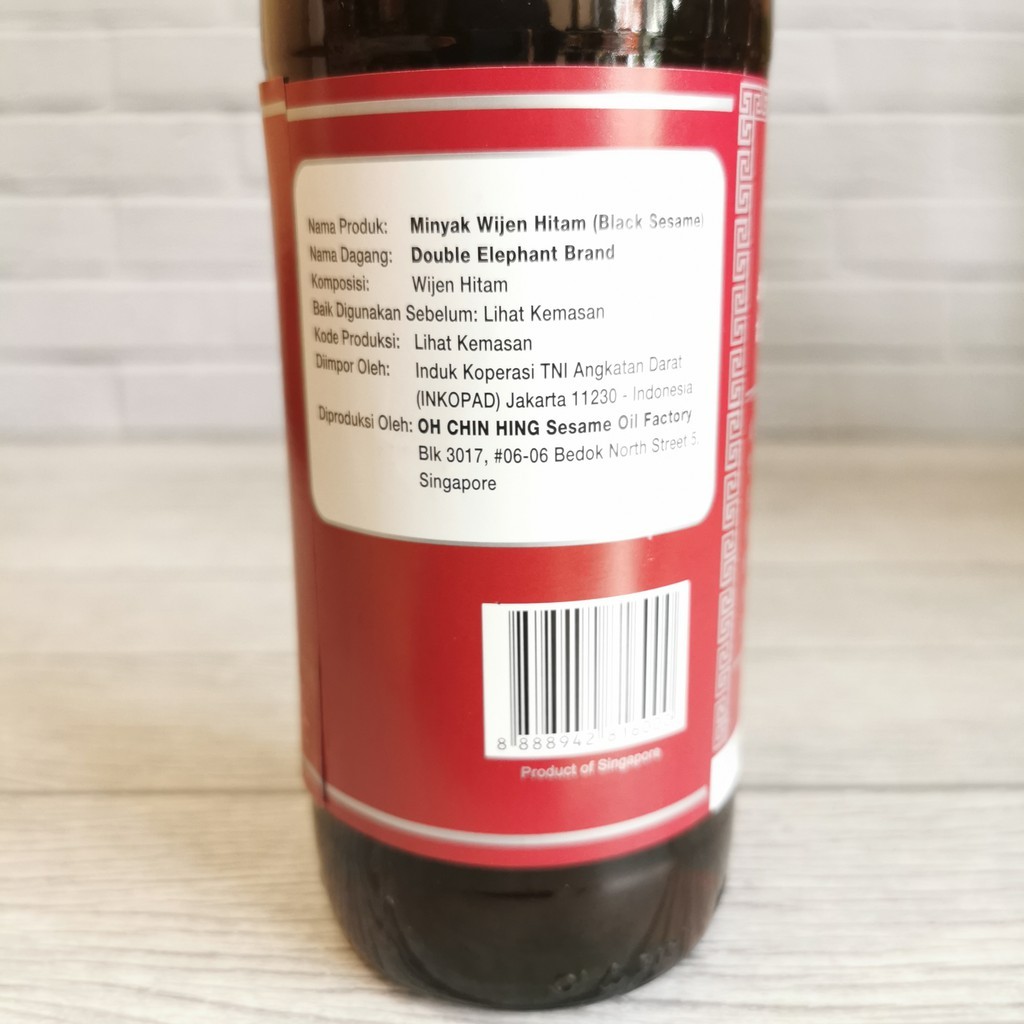 Nama Produk: Minyak Wijen Hitam (Black Sesame)
Nama Dagang: Double Elephant Brand
Komposisi: Wijen Hitam
Baik Digunakan Sebelum: Lihat Kemasan
Kode Produksi: Lihat Kemasan
Diimpor Oleh: Induk Koperasi TNI Angkatan Darat
(INKOPAD) Jakarta 11230 - Indonesia
Diproduksi Oleh: OH CHIN HING Sesame Oil Factory
Blk 3017, #06-06 Bedok North Street 5.
Singapore
8 888942
Product of Singapore